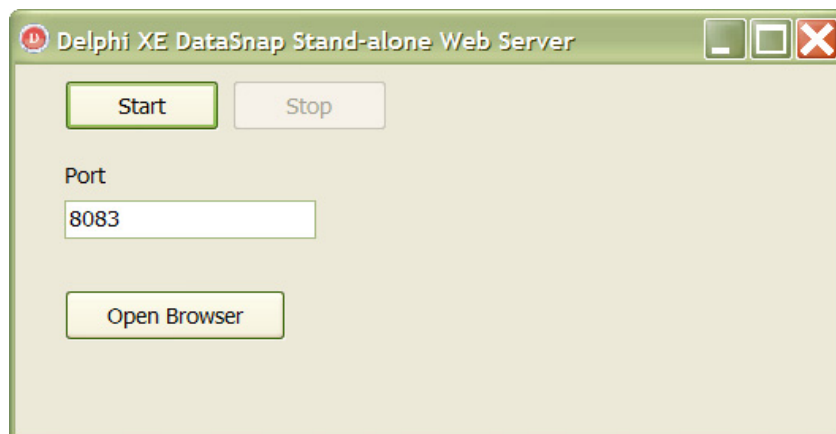 Delphi XE DataSnap Stand-alone Web Server
Start Stop
Port
8083
Open Browser